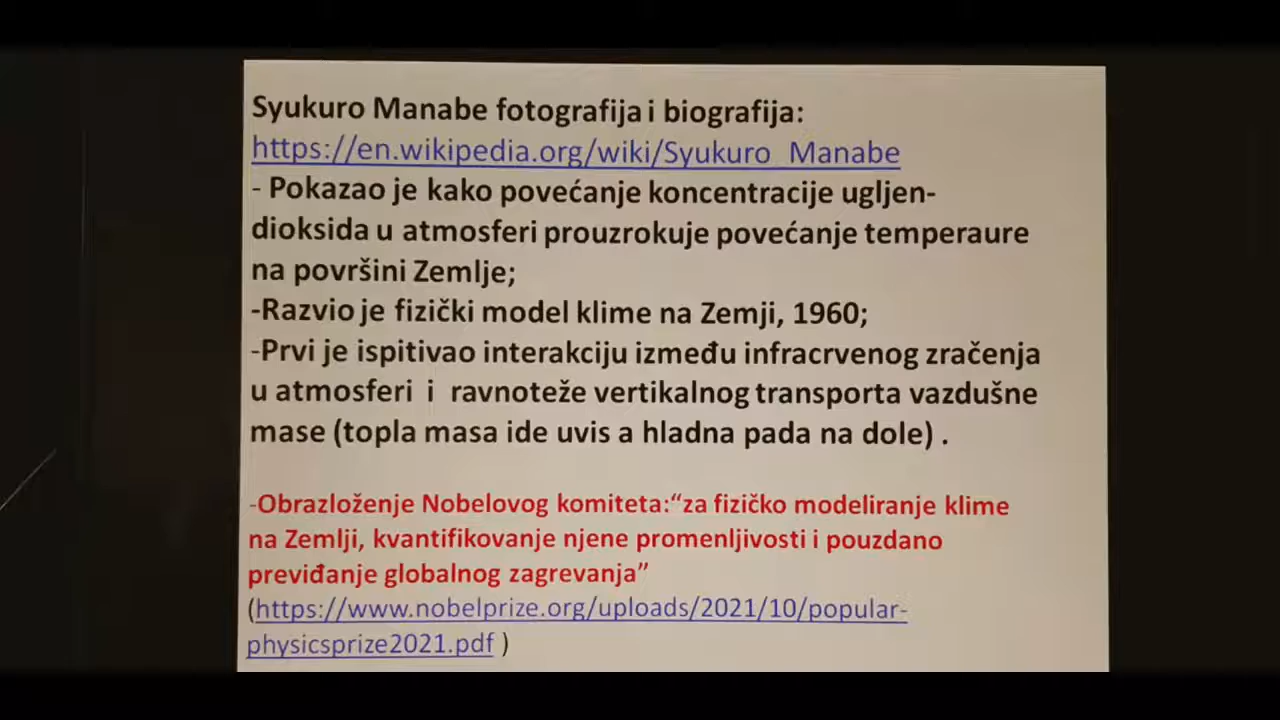 Syukuro Manabe fotografija i biografija:
https://en.wikipedia.org/wiki/Syukuro_Manabe
- Pokazao je kako povećanje koncentracije ugljen-
dioksida u atmosferi prouzrokuje povećanje temperaure
na površini Zemlje;
-Razvio je fizički model klime na Zemji, 1960;
-Prvi je ispitivao interakciju između infracrvenog zračenja
u atmosferi i ravnoteže vertikalnog transporta vazdušne
mase (topla masa ide uvis a hladna pada na dole) .
-Obrazloženje Nobelovog komiteta:“za fizičko modeliranje klime
na Zemlji, kvantifikovanje njene promenljivosti i pouzdano
previđanje globalnog zagrevanja”
(https://www.nobelprize.org/uploads/2021/10/popular-
physicsprize2021.pdf )